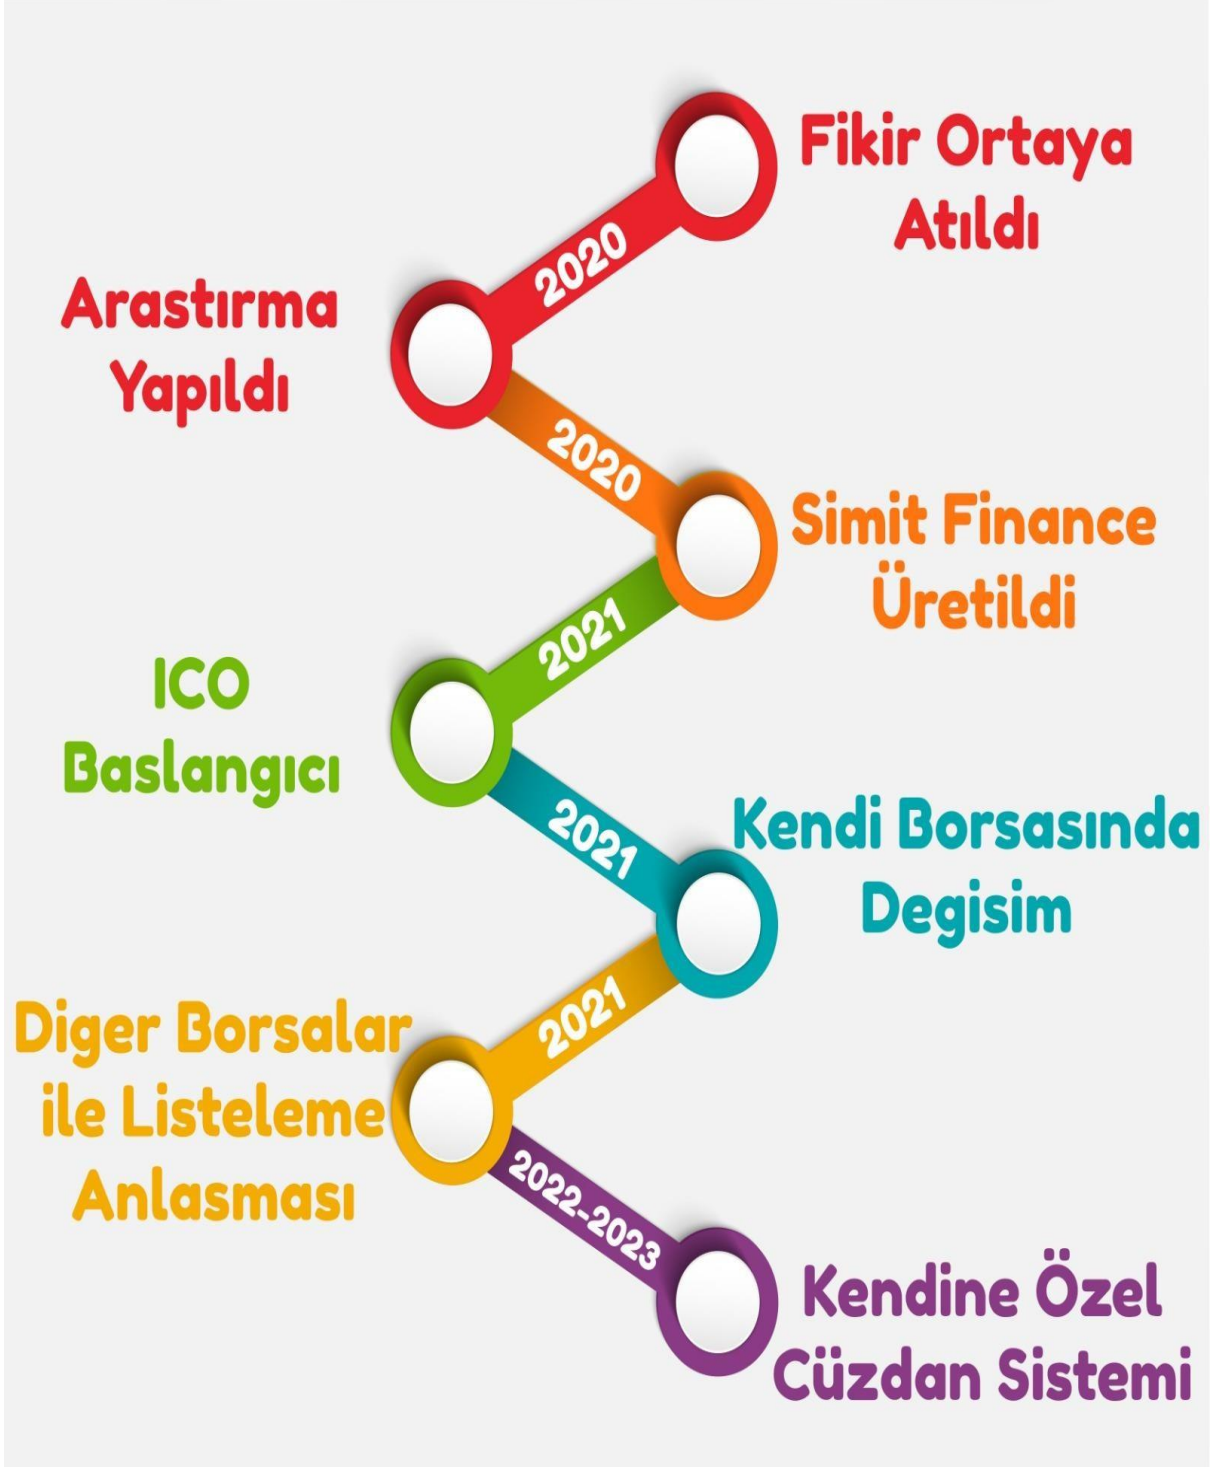 Fikir Ortaya
Atıldı
2020
Arastırma
Yapıldı
2020
Simit Finance
Üretildi
2021
ICO
Baslangıcı
2021
Kendi Borsasında
Degisim
2021
Diger Borsalar
ile Listeleme
Anlasması
2022-2023
Kendine Özel
Cüzdan Sistemi